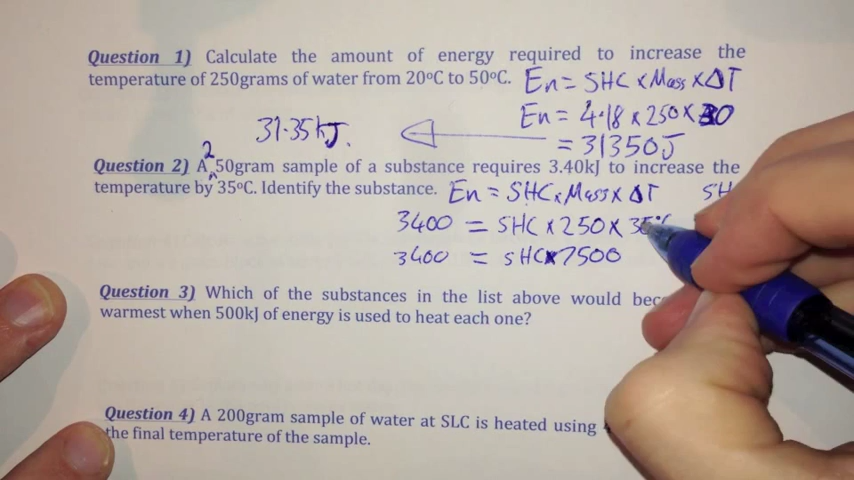 Question 1) Calculate the amount of energy required to increase the
temperature of 250grams of water from 20°C to 50°C. En = SHC x Mass x ΔT
En = 4.18 x 250 x 30
31.35kJ. = 31350J
2
Question 2) A 50gram sample of a substance requires 3.40kJ to increase the
temperature by 35°C. Identify the substance. En = SHC x Mass x ΔT SH
3400 = SHC x 250 x
3400 = SHC x 7500
Question 3) Which of the substances in the list above would
warmest when 500kJ of energy is used to heat each one?
Question 4) A 200gram sample of water at SLC is heated using
the final temperature of the sample.